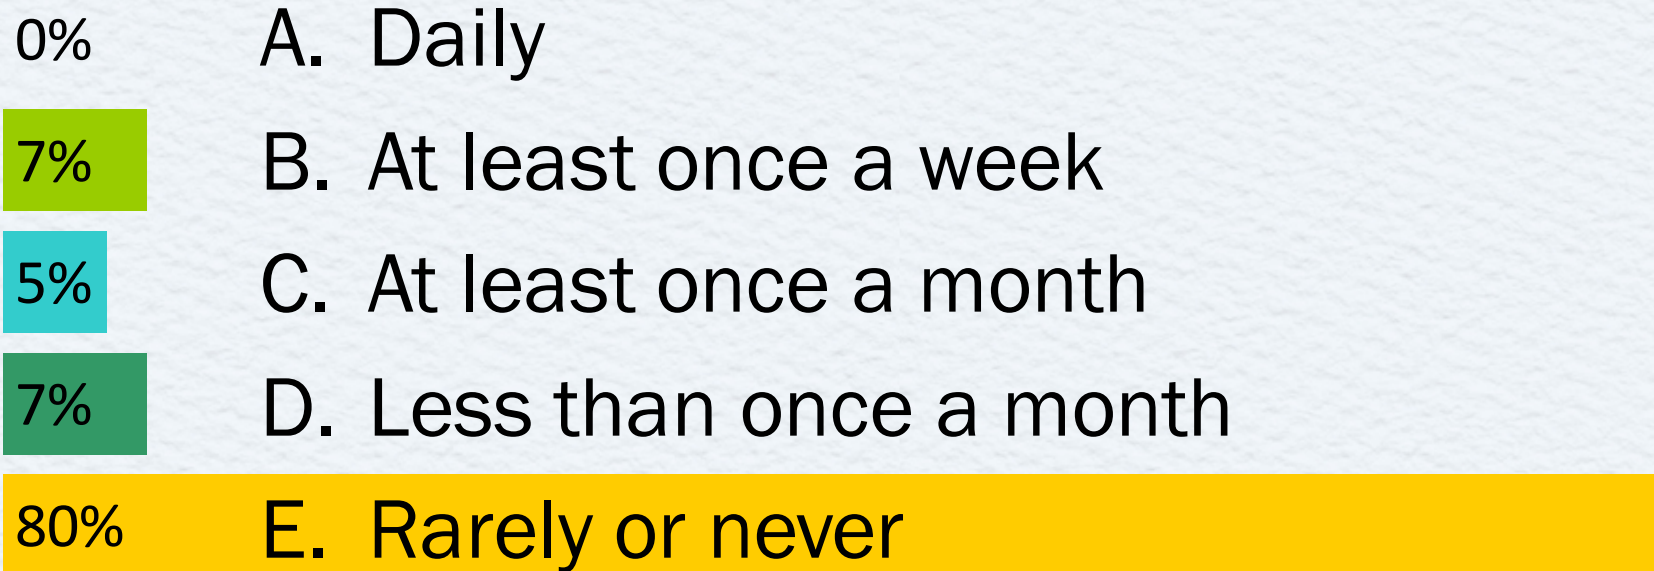 0% A. Daily
7% B. At least once a week
5% C. At least once a month
7% D. Less than once a month
80% E. Rarely or never